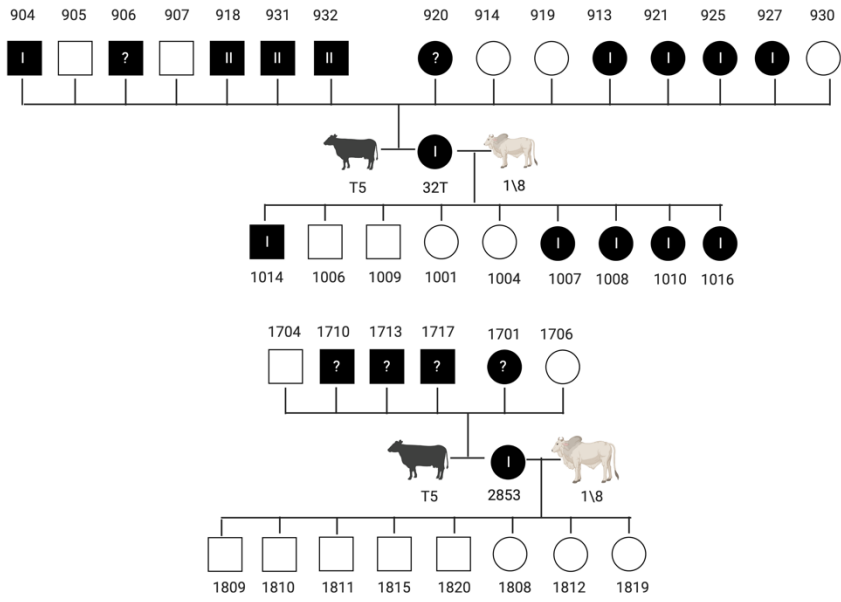 904 905 906 907 918 931 932 920 914 919 913 921 925 927 930
I ? II II II ? I I I I
I
T5 32T 1\8
I I I I I
1014 1006 1009 1001 1004 1007 1008 1010 1016
1704 1710 1713 1717 1701 1706
? ? ? ?
I
T5 2853 1\8
1809 1810 1811 1815 1820 1808 1812 1819